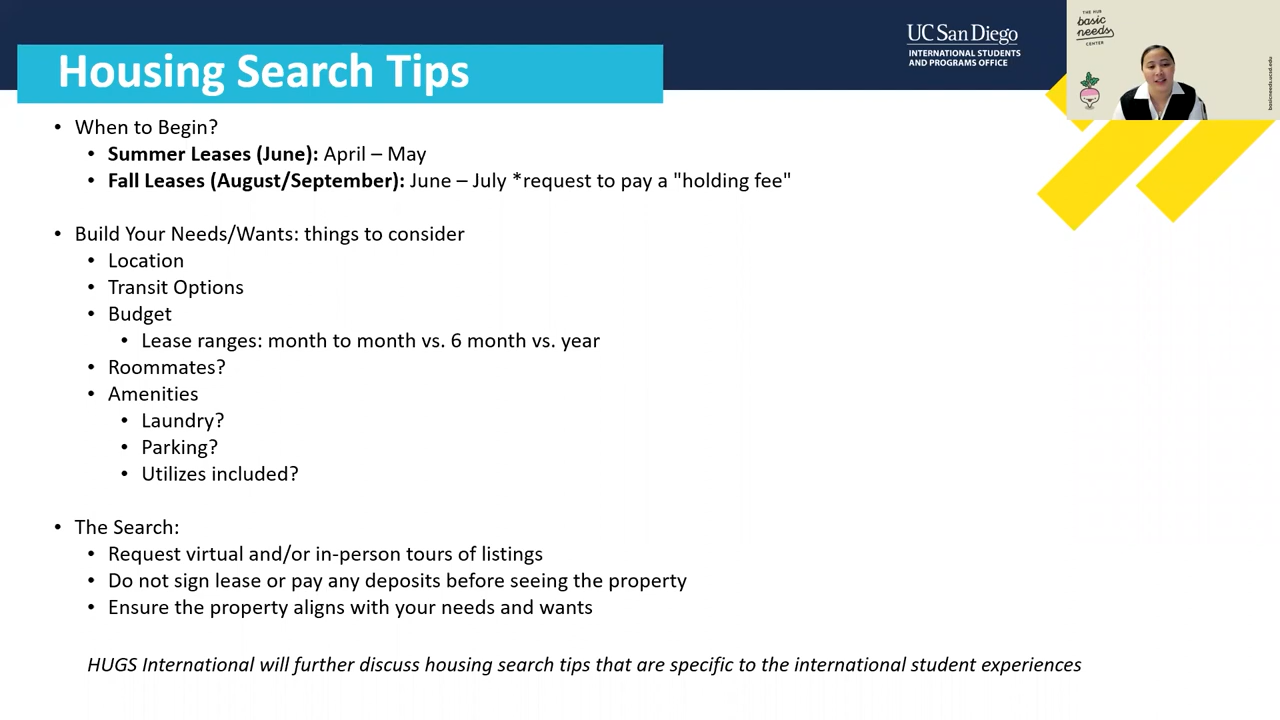 Housing Search Tips
UC San Diego
INTERNATIONAL STUDENTS
AND PROGRAMS OFFICE
THE HUB
basic
needs
CENTER
basicneeds.ucsd.edu
• When to Begin?
• Summer Leases (June): April – May
• Fall Leases (August/September): June – July *request to pay a "holding fee"
• Build Your Needs/Wants: things to consider
• Location
• Transit Options
• Budget
• Lease ranges: month to month vs. 6 month vs. year
• Roommates?
• Amenities
• Laundry?
• Parking?
• Utilizes included?
• The Search:
• Request virtual and/or in-person tours of listings
• Do not sign lease or pay any deposits before seeing the property
• Ensure the property aligns with your needs and wants
HUGS International will further discuss housing search tips that are specific to the international student experiences